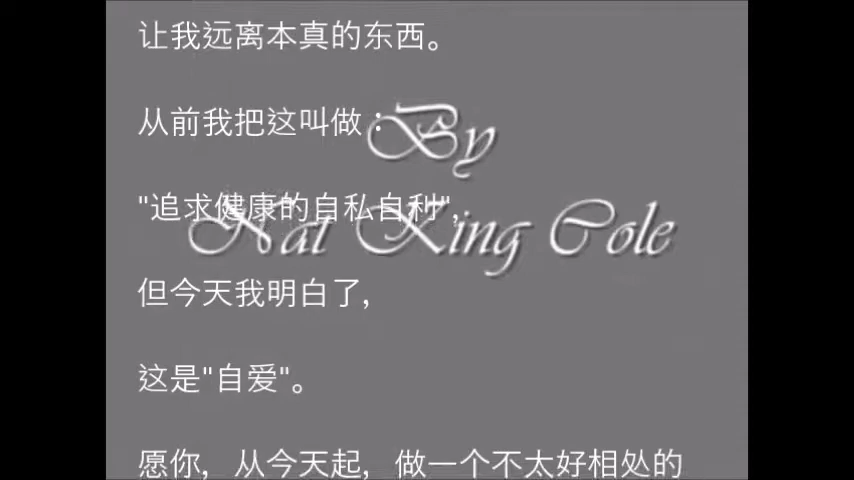 让我远离本真的东西。
从前我把这叫做：
By
"追求健康的自私自利",
Nat King Cole
但今天我明白了,
这是"自爱"。
愿你, 从今天起, 做一个不太好相处的